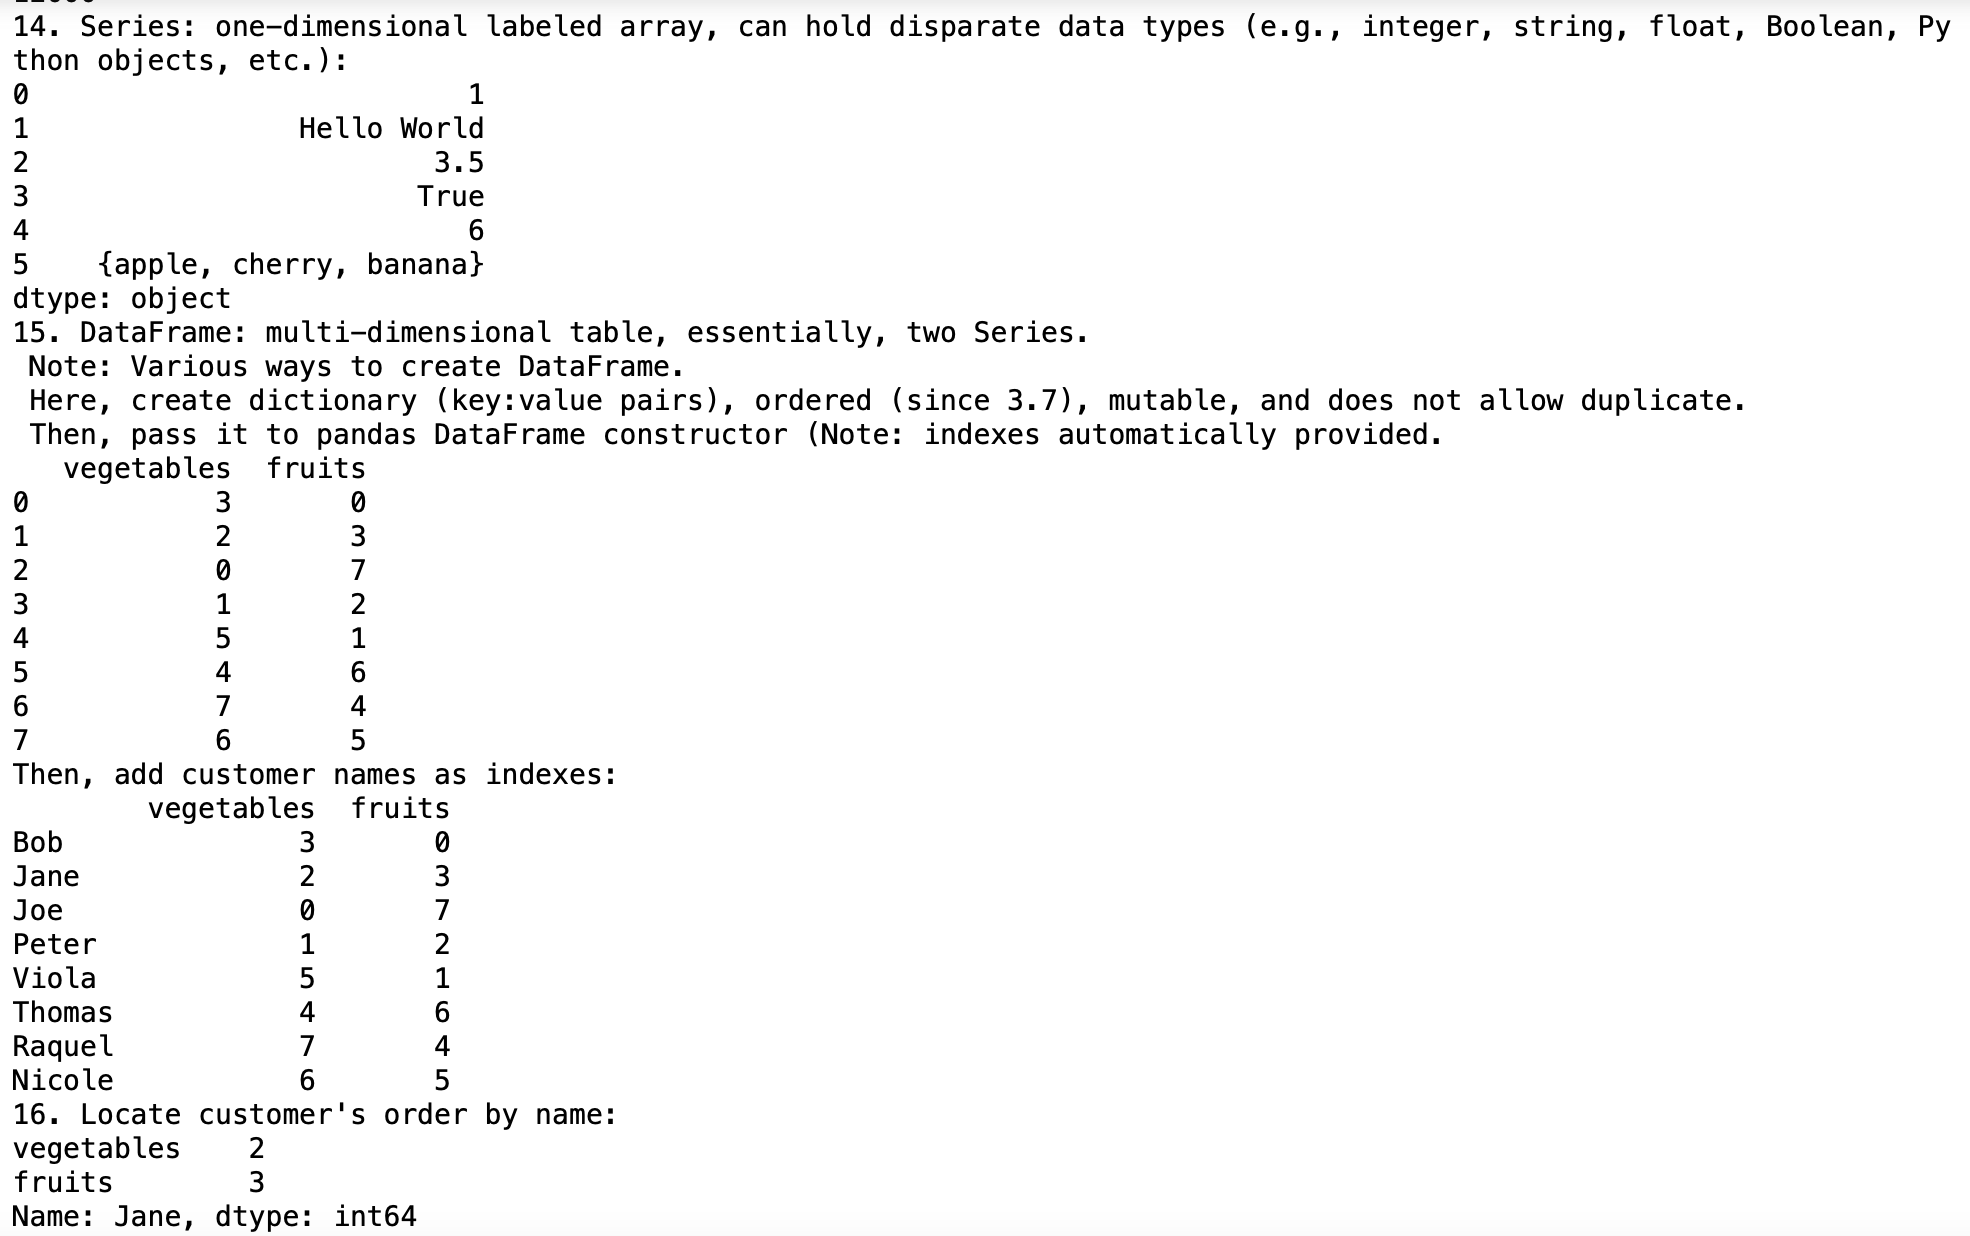 14. Series: one-dimensional labeled array, can hold disparate data types (e.g., integer, string, float, Boolean, Py
thon objects, etc.):
0                          1
1                Hello World
2                        3.5
3                       True
4                          6
5    {apple, cherry, banana}
dtype: object
15. DataFrame: multi-dimensional table, essentially, two Series.
 Note: Various ways to create DataFrame.
 Here, create dictionary (key:value pairs), ordered (since 3.7), mutable, and does not allow duplicate.
 Then, pass it to pandas DataFrame constructor (Note: indexes automatically provided.
   vegetables  fruits
0           3       0
1           2       3
2           0       7
3           1       2
4           5       1
5           4       6
6           7       4
7           6       5
Then, add customer names as indexes:
        vegetables  fruits
Bob              3       0
Jane             2       3
Joe              0       7
Peter            1       2
Viola            5       1
Thomas           4       6
Raquel           7       4
Nicole           6       5
16. Locate customer's order by name:
vegetables    2
fruits        3
Name: Jane, dtype: int64